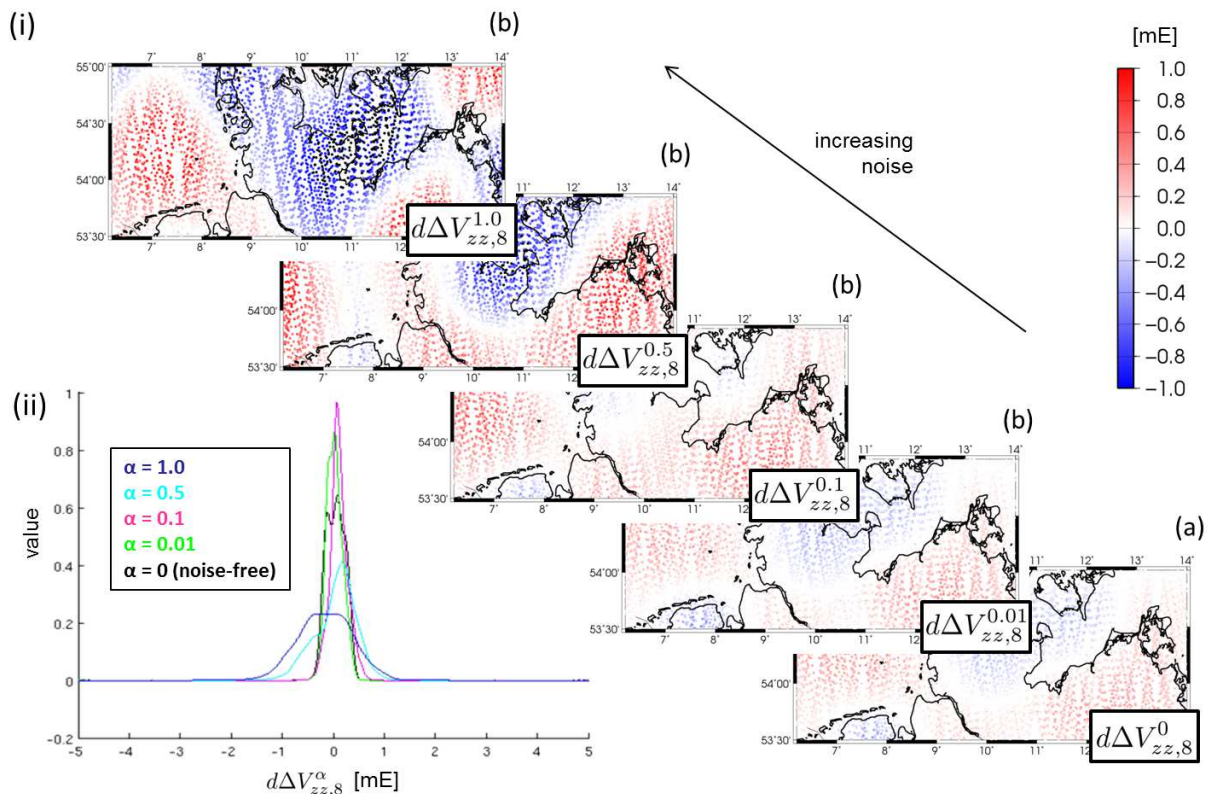 (i)
(b)
[mE]
7˚ 8˚ 9˚ 10˚ 11˚ 12˚ 13˚ 14˚
55˚00'
54˚30'
54˚00'
53˚30'
7˚ 8˚ 9˚ 10˚ 11˚
dΔV^{1.0}_{zz,8}
increasing
noise
1.0
0.8
0.6
0.4
0.2
0.0
−0.2
−0.4
−0.6
−0.8
−1.0
(b)
11˚ 12˚ 13˚ 14˚
54˚00'
53˚30'
7˚ 8˚ 9˚ 10˚ 11˚ 12˚
dΔV^{0.5}_{zz,8}
(b)
11˚ 12˚ 13˚ 14˚
54˚00'
53˚30'
7˚ 8˚ 9˚ 10˚ 11˚ 12˚
dΔV^{0.1}_{zz,8}
(b)
11˚ 12˚ 13˚ 14˚
54˚00'
53˚30'
7˚ 8˚ 9˚ 10˚ 11˚ 12˚
dΔV^{0.01}_{zz,8}
(a)
11˚ 12˚ 13˚ 14˚
54˚00'
53˚30'
7˚ 8˚ 9˚ 10˚ 11˚ 12˚
dΔV^{0}_{zz,8}
(ii)
1
0.8
0.6
0.4
0.2
0
-0.2
value
α = 1.0
α = 0.5
α = 0.1
α = 0.01
α = 0 (noise-free)
-5 -4 -3 -2 -1 0 1 2 3 4 5
dΔV^{α}_{zz,8} [mE]